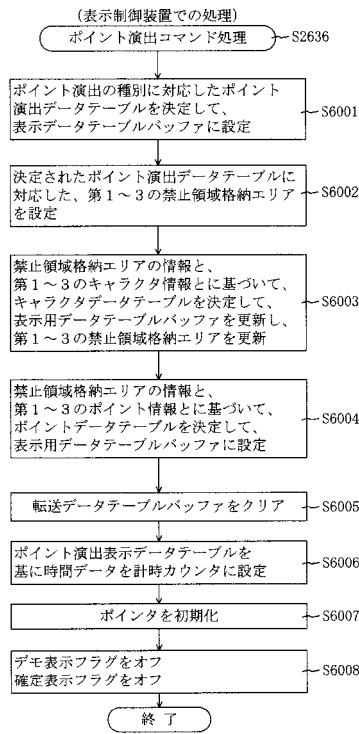 (表示制御装置での処理)
ポイント演出コマンド処理
S2636
ポイント演出の種別に対応したポイント
演出データテーブルを決定して、
表示データテーブルバッファに設定
S6001
決定されたポイント演出データテーブルに
対応した、第1〜3の禁止領域格納エリア
を設定
S6002
禁止領域格納エリアの情報と、
第1〜3のキャラクタ情報とに基づいて、
キャラクタデータテーブルを決定して、
表示用データテーブルバッファを更新し、
第1〜3の禁止領域格納エリアを更新
S6003
禁止領域格納エリアの情報と、
第1〜3のポイント情報とに基づいて、
ポイントデータテーブルを決定して、
表示用データテーブルバッファに設定
S6004
転送データテーブルバッファをクリア
S6005
ポイント演出表示データテーブルを
基に時間データを計時カウンタに設定
S6006
ポインタを初期化
S6007
デモ表示フラグをオフ
確定表示フラグをオフ
S6008
終了